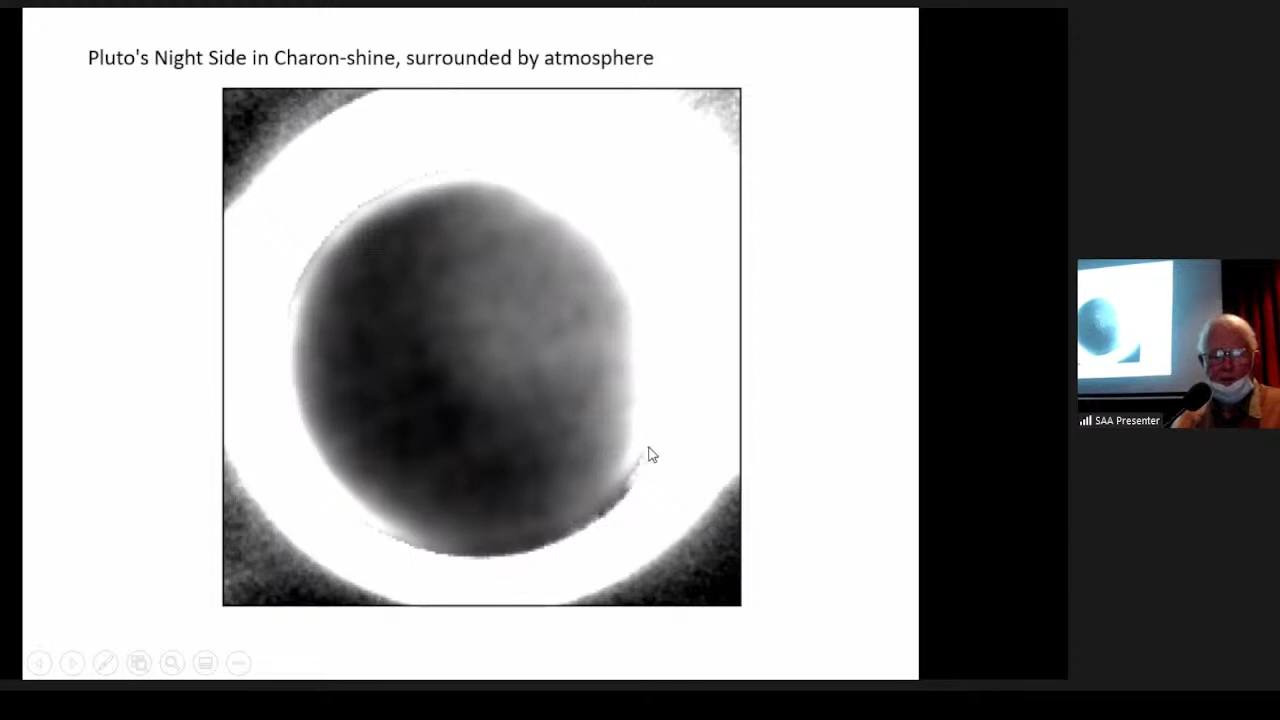 Pluto's Night Side in Charon-shine, surrounded by atmosphere
SAA Presenter